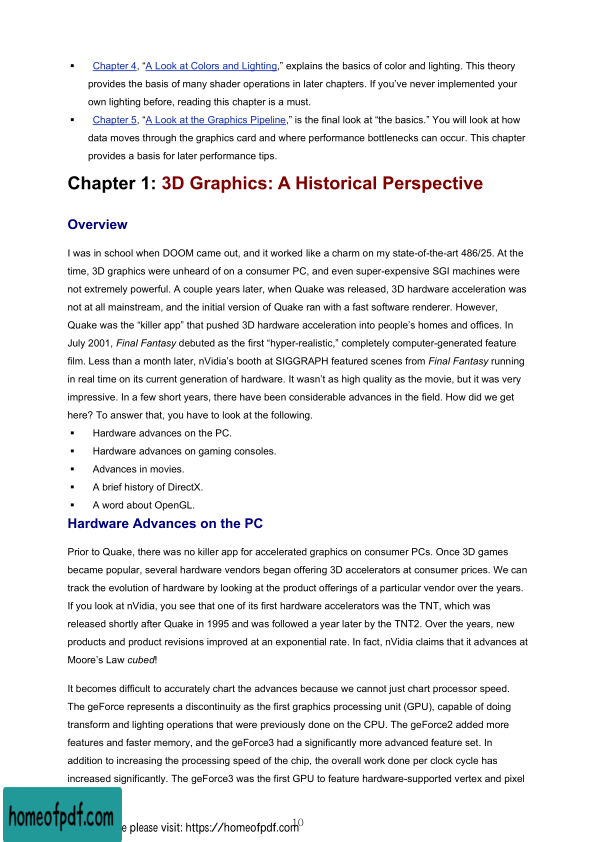 ▪ Chapter 4, “A Look at Colors and Lighting,” explains the basics of color and lighting. This theory
provides the basis of many shader operations in later chapters. If you’ve never implemented your
own lighting before, reading this chapter is a must.
▪ Chapter 5, “A Look at the Graphics Pipeline,” is the final look at “the basics.” You will look at how
data moves through the graphics card and where performance bottlenecks can occur. This chapter
provides a basis for later performance tips.
Chapter 1: 3D Graphics: A Historical Perspective
Overview
I was in school when DOOM came out, and it worked like a charm on my state-of-the-art 486/25. At the
time, 3D graphics were unheard of on a consumer PC, and even super-expensive SGI machines were
not extremely powerful. A couple years later, when Quake was released, 3D hardware acceleration was
not at all mainstream, and the initial version of Quake ran with a fast software renderer. However,
Quake was the “killer app” that pushed 3D hardware acceleration into people’s homes and offices. In
July 2001, Final Fantasy debuted as the first “hyper-realistic,” completely computer-generated feature
film. Less than a month later, nVidia’s booth at SIGGRAPH featured scenes from Final Fantasy running
in real time on its current generation of hardware. It wasn’t as high quality as the movie, but it was very
impressive. In a few short years, there have been considerable advances in the field. How did we get
here? To answer that, you have to look at the following.
▪ Hardware advances on the PC.
▪ Hardware advances on gaming consoles.
▪ Advances in movies.
▪ A brief history of DirectX.
▪ A word about OpenGL.
Hardware Advances on the PC
Prior to Quake, there was no killer app for accelerated graphics on consumer PCs. Once 3D games
became popular, several hardware vendors began offering 3D accelerators at consumer prices. We can
track the evolution of hardware by looking at the product offerings of a particular vendor over the years.
If you look at nVidia, you see that one of its first hardware accelerators was the TNT, which was
released shortly after Quake in 1995 and was followed a year later by the TNT2. Over the years, new
products and product revisions improved at an exponential rate. In fact, nVidia claims that it advances at
Moore’s Law cubed!
It becomes difficult to accurately chart the advances because we cannot just chart processor speed.
The geForce represents a discontinuity as the first graphics processing unit (GPU), capable of doing
transform and lighting operations that were previously done on the CPU. The geForce2 added more
features and faster memory, and the geForce3 had a significantly more advanced feature set. In
addition to increasing the processing speed of the chip, the overall work done per clock cycle has
increased significantly. The geForce3 was the first GPU to feature hardware-supported vertex and pixel
homeofpdf.com
e please visit: https://homeofpdf.com
10